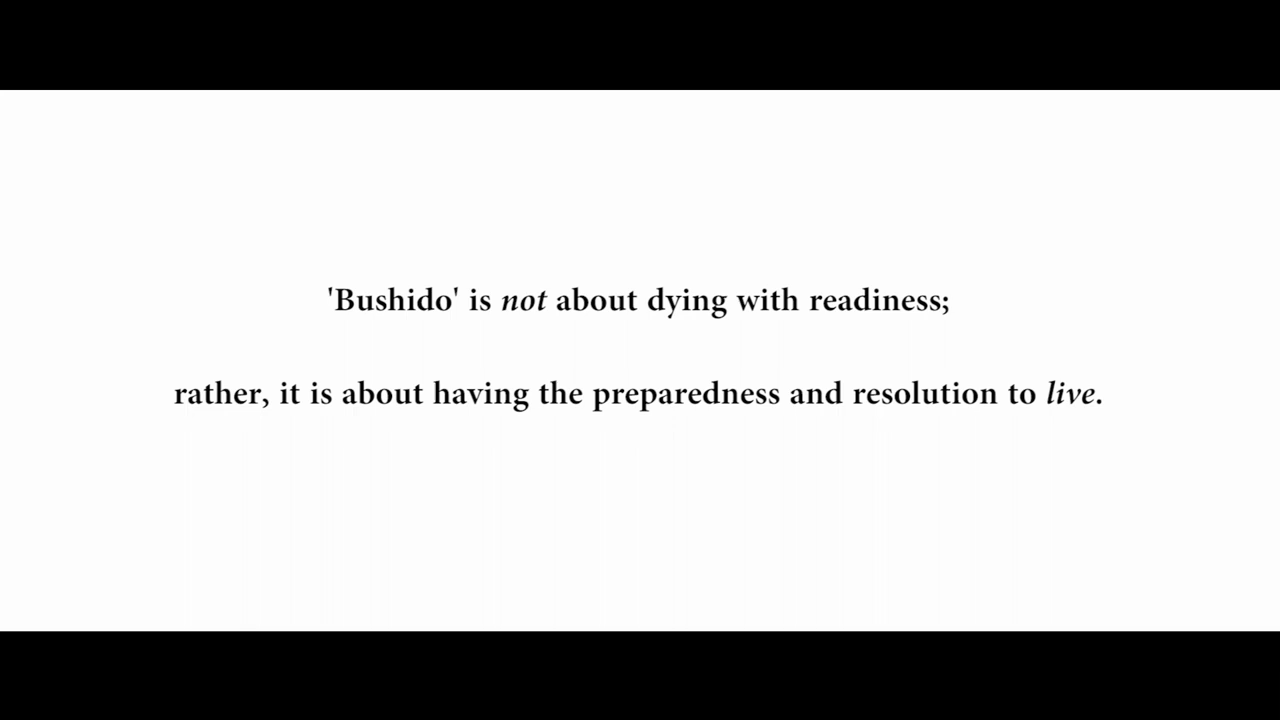 'Bushido' is not about dying with readiness;
rather, it is about having the preparedness and resolution to live.